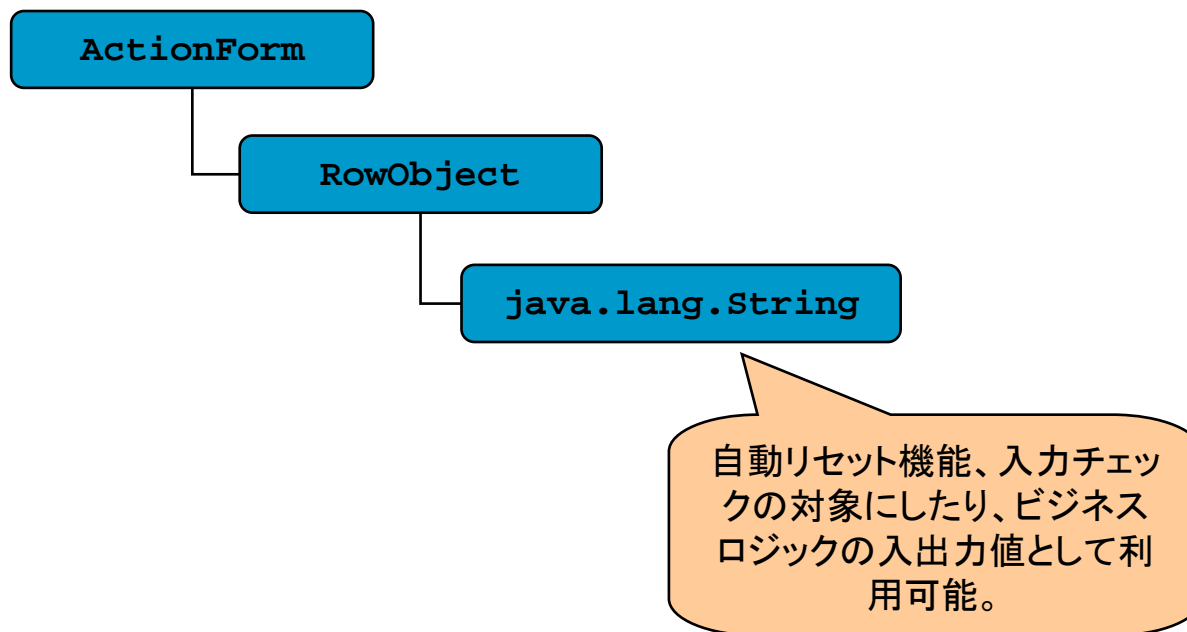 ActionForm
RowObject
java.lang.String
自動リセット機能、入力チェッ
クの対象にしたり、ビジネス
ロジックの入出力値として利
用可能。